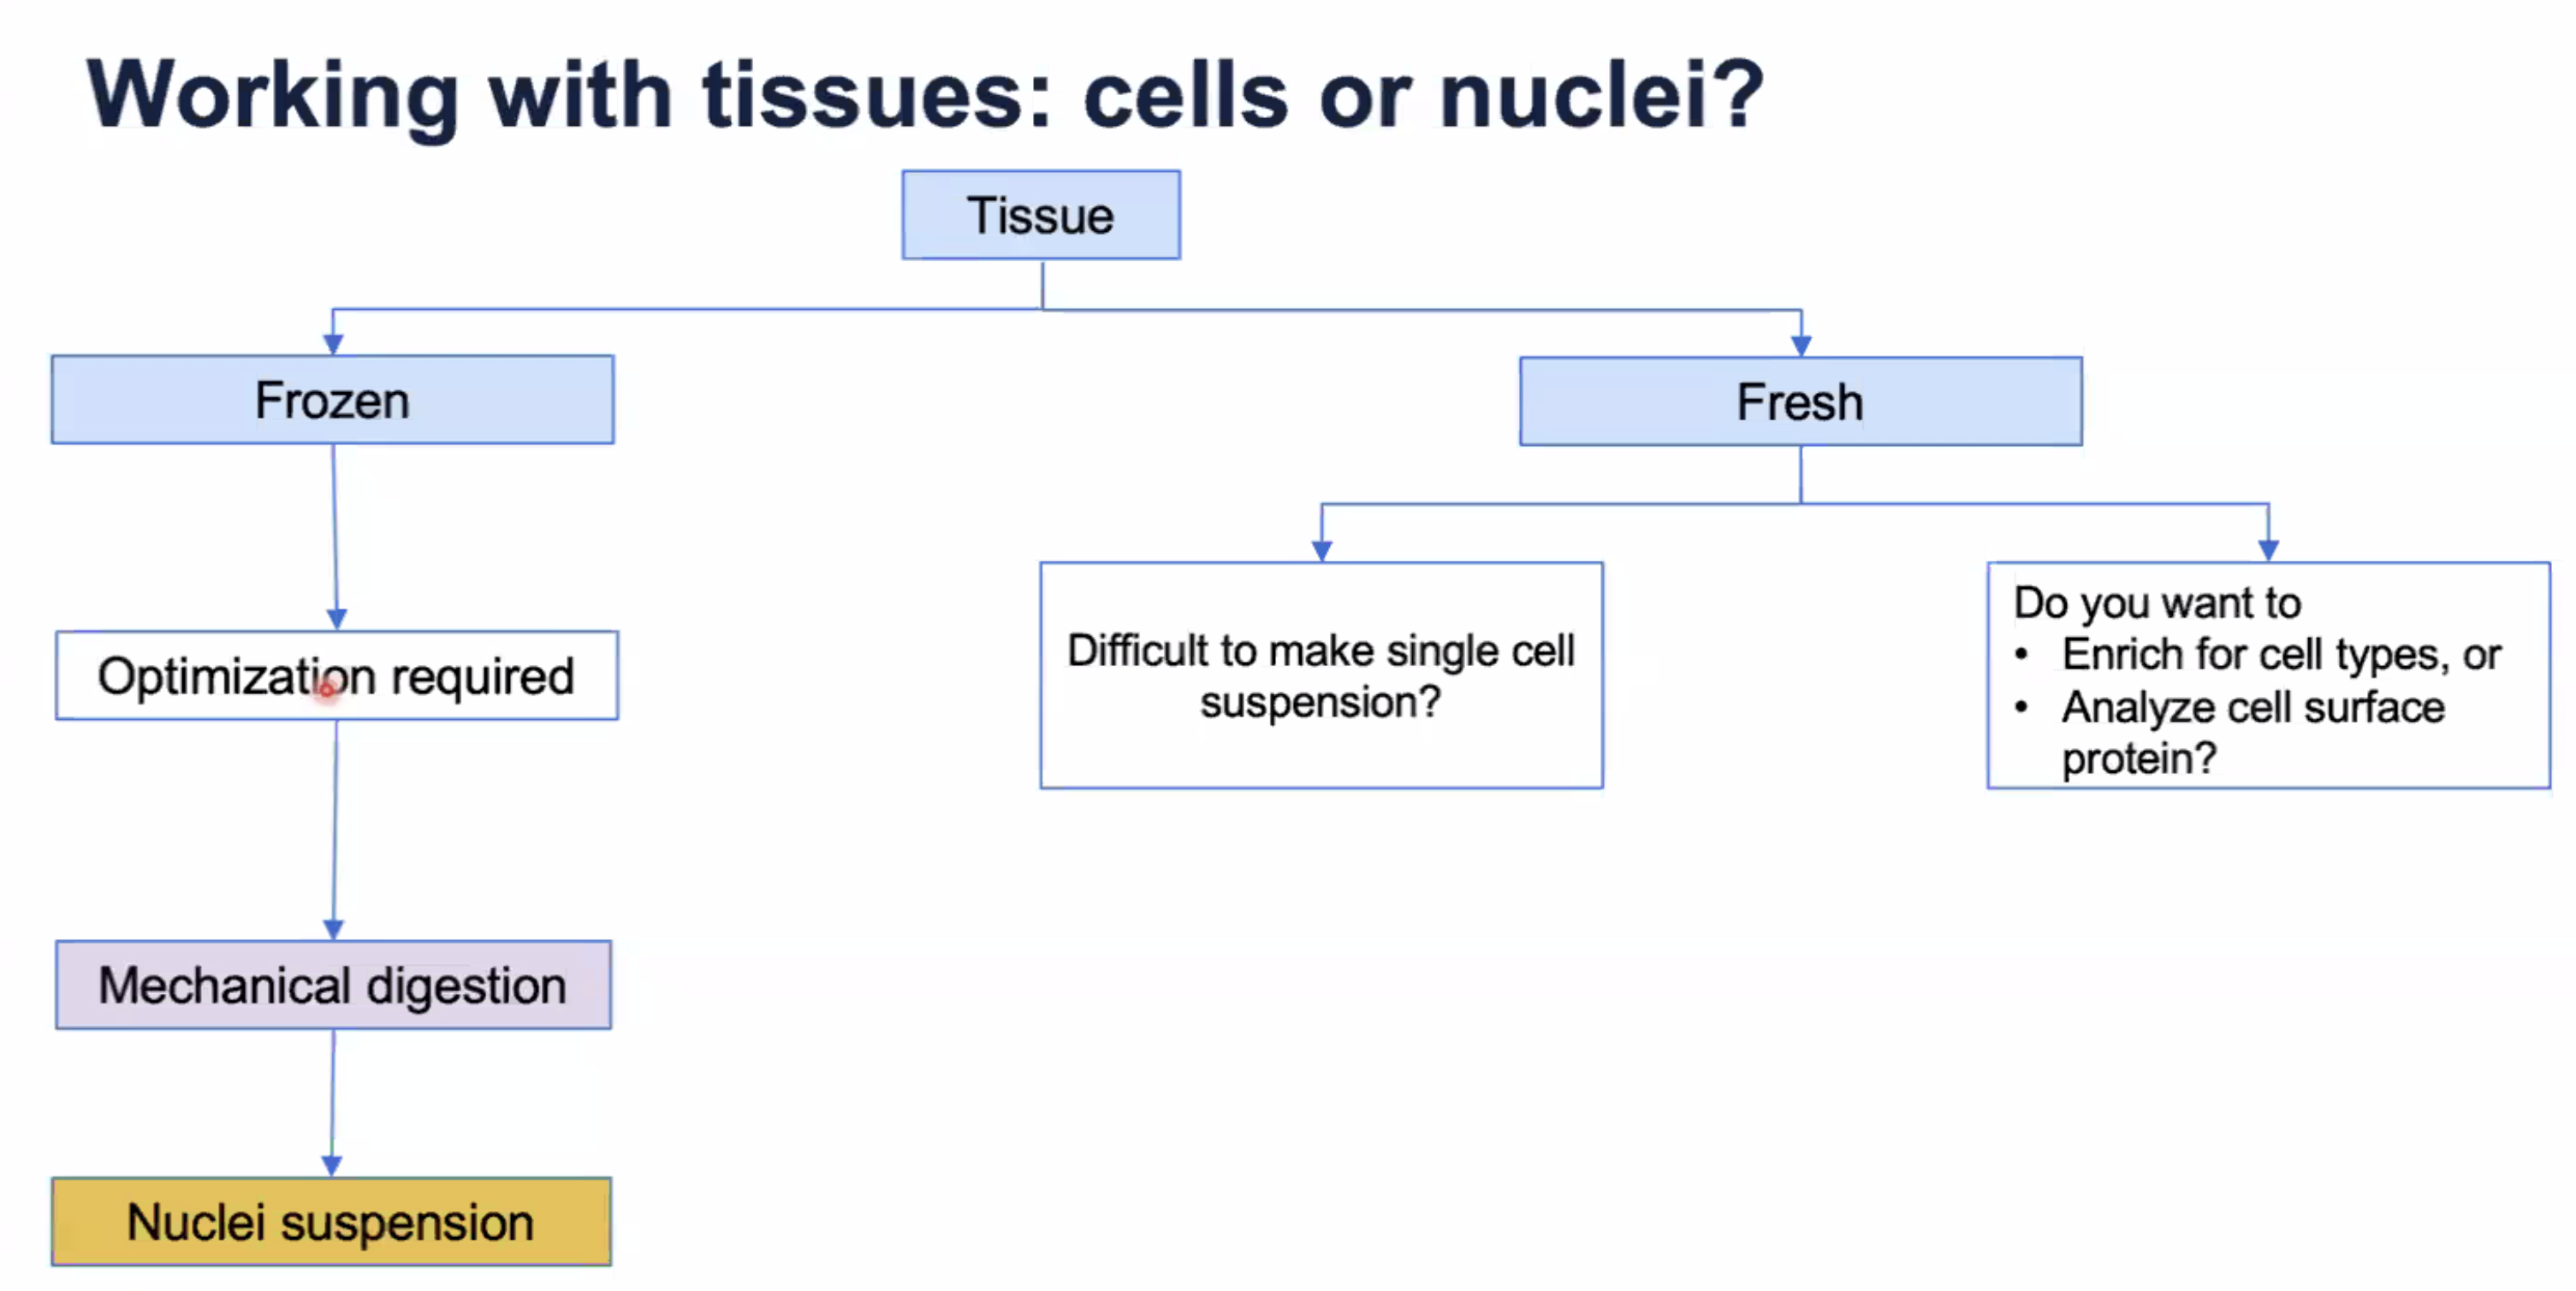 Working with tissues: cells or nuclei?
Tissue
Frozen
Fresh
Optimization required
Difficult to make single cell
suspension?
Do you want to
• Enrich for cell types, or
• Analyze cell surface
protein?
Mechanical digestion
Nuclei suspension